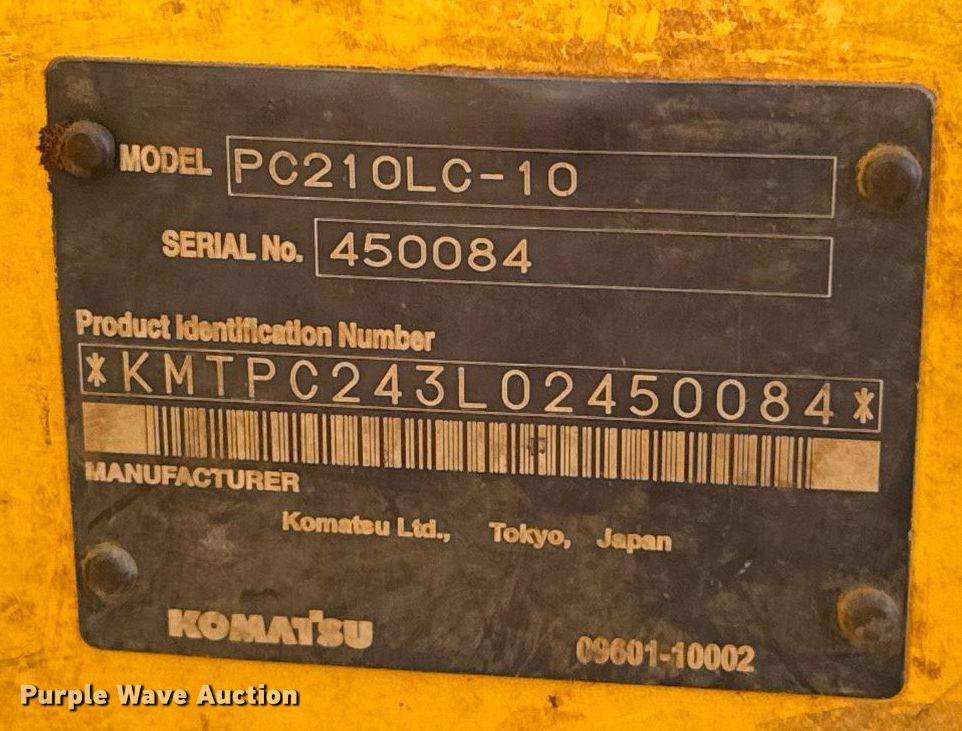 MODEL PC210LC-10
SERIAL No. 450084
Product Identification Number
*KMTPC243L02450084*
MANUFACTURER
Komatsu Ltd., Tokyo, Japan
KOMATSU 09601-10002
Purple Wave Auction